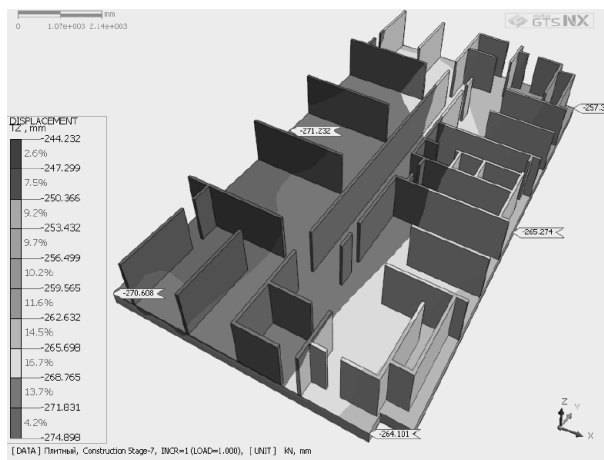 mm
0 1.07e+003 2.14e+003
GTS NX
DISPLACEMENT
TZ , mm
-244.232
2.6%
-247.299
7.5%
-250.366
9.2%
-253.432
9.7%
-256.499
10.2%
-259.565
11.6%
-262.632
14.5%
-265.698
16.7%
-268.765
13.7%
-271.831
4.2%
-274.898
-271.232
-265.274
-270.608
-264.101
Z
Y
X
[ DATA ] Плитный, Construction Stage-7, INCR=1 (LOAD=1.000), [ UNIT ] kN, mm